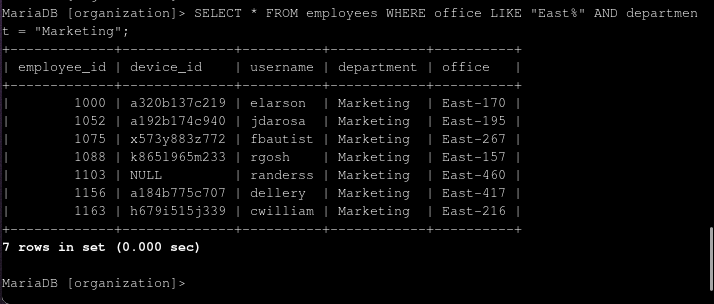 MariaDB [organization]> SELECT * FROM employees WHERE office LIKE "East%" AND departmen
t = "Marketing";
+-------------+--------------+----------+------------+----------+
| employee_id | device_id    | username | department | office   |
+-------------+--------------+----------+------------+----------+
|        1000 | a320b137c219 | elarson  | Marketing  | East-170 |
|        1052 | a192b174c940 | jdarosa  | Marketing  | East-195 |
|        1075 | x573y883z772 | fbautist | Marketing  | East-267 |
|        1088 | k865l965m233 | rgosh    | Marketing  | East-157 |
|        1103 | NULL         | randerss | Marketing  | East-460 |
|        1156 | a184b775c707 | dellery  | Marketing  | East-417 |
|        1163 | h679i515j339 | cwilliam | Marketing  | East-216 |
+-------------+--------------+----------+------------+----------+
7 rows in set (0.000 sec)
MariaDB [organization]>